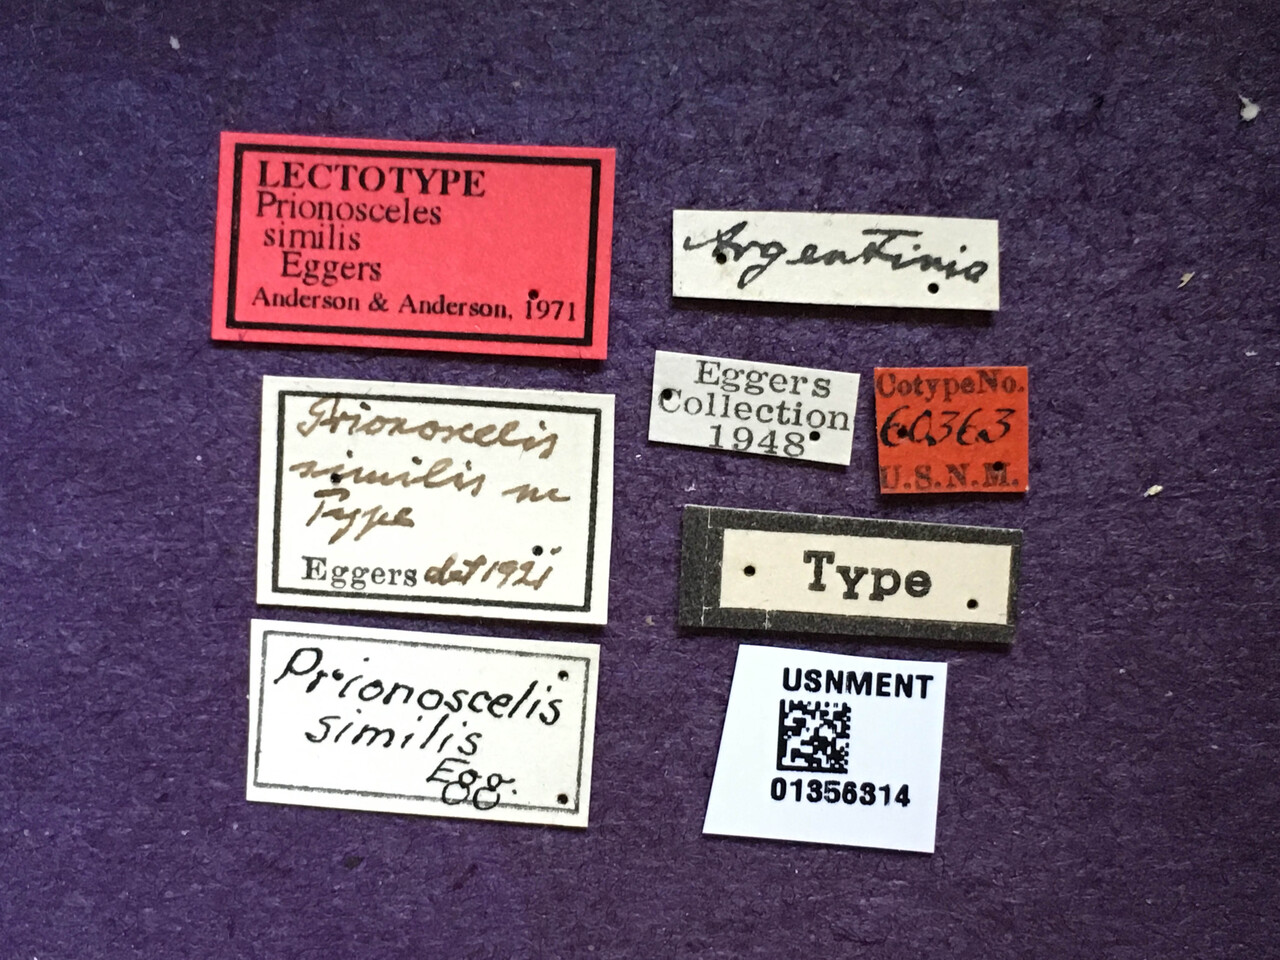 LECTOTYPE
Prionosceles
similis
Eggers
Anderson & Anderson, 1971
Prionoscelis
similis m
Type
Eggers det 1921
Prionoscelis
similis
Egg.
Argentinia
Eggers
Collection
1948
CotypeNo.
60363
U.S.N.M.
Type
USNMENT
01356314